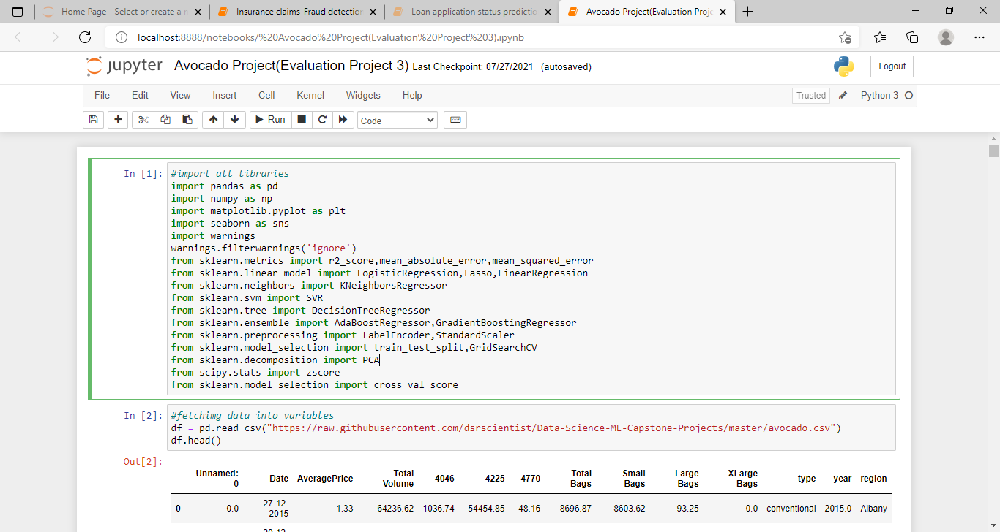 Home Page - Select or create a n
Insurance claims-Fraud detection
Loan application status predictio
Avocado Project(Evaluation Proje
localhost:8888/notebooks/%20Avocado%20Project(Evaluation%20Project%203).ipynb
jupyter Avocado Project(Evaluation Project 3) Last Checkpoint: 07/27/2021 (autosaved)
Logout
File Edit View Insert Cell Kernel Widgets Help
Trusted Python 3
Run Code
In [1]: #import all libraries
import pandas as pd
import numpy as np
import matplotlib.pyplot as plt
import seaborn as sns
import warnings
warnings.filterwarnings('ignore')
from sklearn.metrics import r2_score,mean_absolute_error,mean_squared_error
from sklearn.linear_model import LogisticRegression,Lasso,LinearRegression
from sklearn.neighbors import KNeighborsRegressor
from sklearn.svm import SVR
from sklearn.tree import DecisionTreeRegressor
from sklearn.ensemble import AdaBoostRegressor,GradientBoostingRegressor
from sklearn.preprocessing import LabelEncoder,StandardScaler
from sklearn.model_selection import train_test_split,GridSearchCV
from sklearn.decomposition import PCA
from scipy.stats import zscore
from sklearn.model_selection import cross_val_score
In [2]: #fetchimg data into variables
df = pd.read_csv("https://raw.githubusercontent.com/dsrscientist/Data-Science-ML-Capstone-Projects/master/avocado.csv")
df.head()
Out[2]:
Unnamed: 0 Date AveragePrice Total Volume 4046 4225 4770 Total Bags Small Bags Large Bags XLarge Bags type year region
0 0.0 27-12-2015 1.33 64236.62 1036.74 54454.85 48.16 8696.87 8603.62 93.25 0.0 conventional 2015.0 Albany